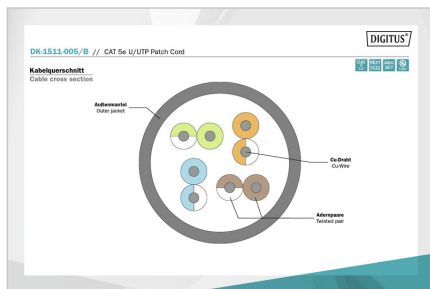 DIGITUS®
DK-1511-005/B // CAT 5e U/UTP Patch Cord
Kabelquerschnitt
Cable cross section
Außenmantel
Outer jacket
Cu-Draht
Cu-Wire
Adernpaare
Twisted pair